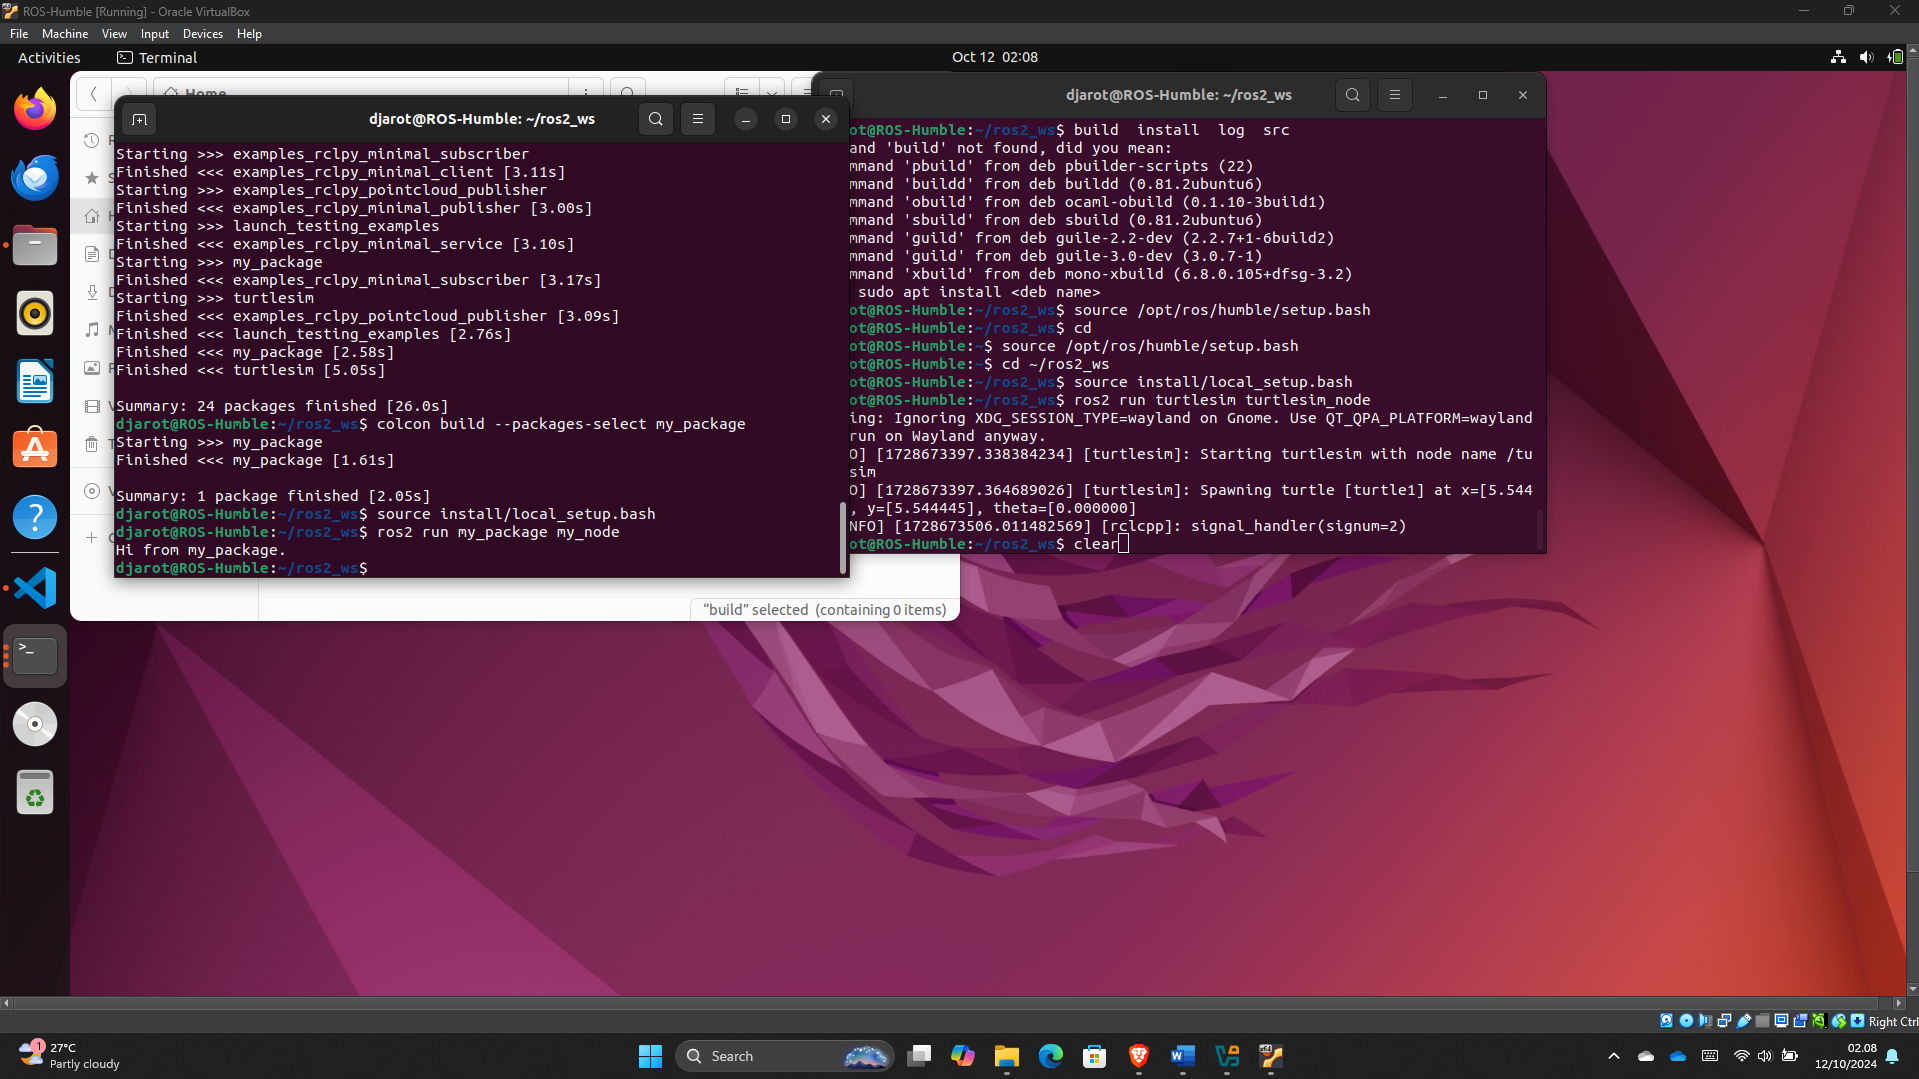 ROS-Humble [Running] - Oracle VirtualBox
File Machine View Input Devices Help
Activities
Terminal
Oct 12 02:08
Home
djarot@ROS-Humble: ~/ros2_ws
Starting >>> examples_rclpy_minimal_subscriber
Finished <<< examples_rclpy_minimal_client [3.11s]
Starting >>> examples_rclpy_pointcloud_publisher
Finished <<< examples_rclpy_minimal_publisher [3.00s]
Starting >>> launch_testing_examples
Finished <<< examples_rclpy_minimal_service [3.10s]
Starting >>> my_package
Finished <<< examples_rclpy_minimal_subscriber [3.17s]
Starting >>> turtlesim
Finished <<< examples_rclpy_pointcloud_publisher [3.09s]
Finished <<< launch_testing_examples [2.76s]
Finished <<< my_package [2.58s]
Finished <<< turtlesim [5.05s]
Summary: 24 packages finished [26.0s]
djarot@ROS-Humble:~/ros2_ws$ colcon build --packages-select my_package
Starting >>> my_package
Finished <<< my_package [1.61s]
Summary: 1 package finished [2.05s]
djarot@ROS-Humble:~/ros2_ws$ source install/local_setup.bash
djarot@ROS-Humble:~/ros2_ws$ ros2 run my_package my_node
Hi from my_package.
djarot@ROS-Humble:~/ros2_ws$
djarot@ROS-Humble: ~/ros2_ws
ot@ROS-Humble:~/ros2_ws$ build install log src
and 'build' not found, did you mean:
mmand 'pbuild' from deb pbuilder-scripts (22)
mmand 'buildd' from deb buildd (0.81.2ubuntu6)
mmand 'obuild' from deb ocaml-obuild (0.1.10-3build1)
mmand 'sbuild' from deb sbuild (0.81.2ubuntu6)
mmand 'guild' from deb guile-2.2-dev (2.2.7+1-6build2)
mmand 'guild' from deb guile-3.0-dev (3.0.7-1)
mmand 'xbuild' from deb mono-xbuild (6.8.0.105+dfsg-3.2)
sudo apt install <deb name>
ot@ROS-Humble:~/ros2_ws$ source /opt/ros/humble/setup.bash
ot@ROS-Humble:~/ros2_ws$ cd
ot@ROS-Humble:~$ source /opt/ros/humble/setup.bash
ot@ROS-Humble:~$ cd ~/ros2_ws
ot@ROS-Humble:~/ros2_ws$ source install/local_setup.bash
ot@ROS-Humble:~/ros2_ws$ ros2 run turtlesim turtlesim_node
ing: Ignoring XDG_SESSION_TYPE=wayland on Gnome. Use QT_QPA_PLATFORM=wayland
run on Wayland anyway.
O] [1728673397.338384234] [turtlesim]: Starting turtlesim with node name /tu
sim
O] [1728673397.364689026] [turtlesim]: Spawning turtle [turtle1] at x=[5.544
, y=[5.544445], theta=[0.000000]
NFO] [1728673506.011482569] [rclcpp]: signal_handler(signum=2)
ot@ROS-Humble:~/ros2_ws$ clear
“build” selected (containing 0 items)
Right Ctrl
1
27°C
Partly cloudy
Search
02.08
12/10/2024